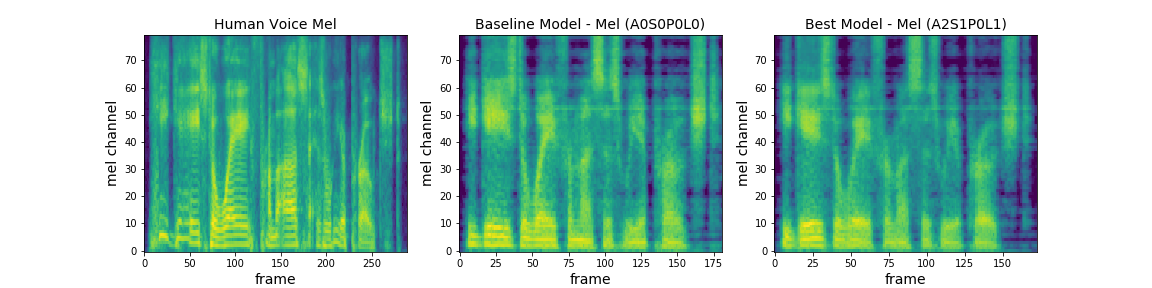 Human Voice Mel
mel channel
70
60
50
40
30
20
10
0
0 50 100 150 200 250
frame
Baseline Model - Mel (A0S0P0L0)
mel channel
70
60
50
40
30
20
10
0
0 25 50 75 100 125 150 175
frame
Best Model - Mel (A2S1P0L1)
mel channel
70
60
50
40
30
20
10
0
0 25 50 75 100 125 150
frame